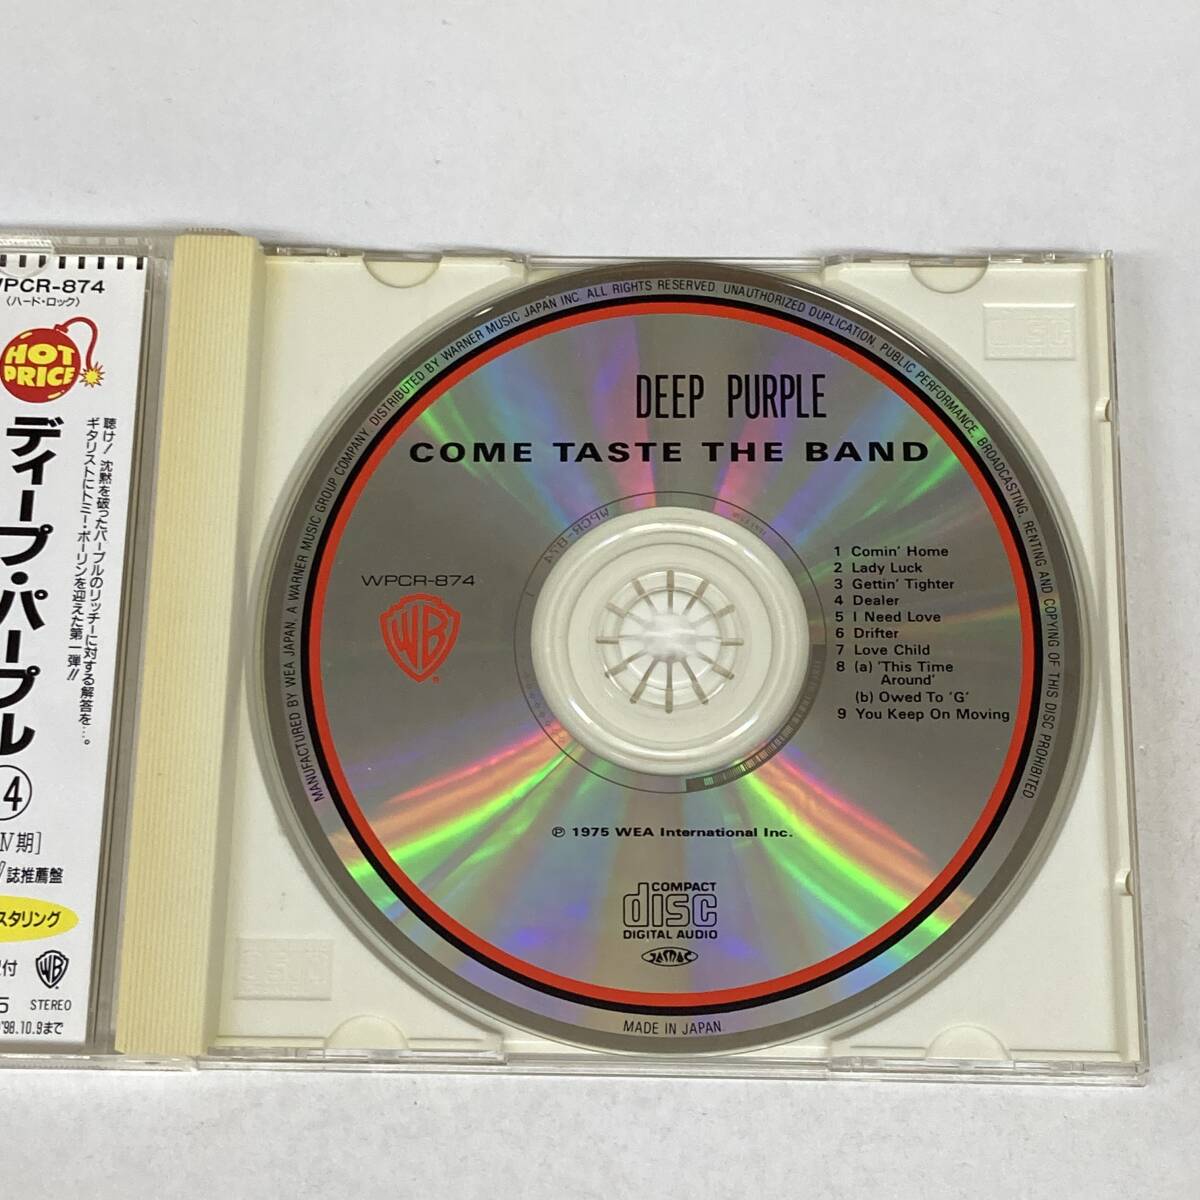 WPCR-874
〈ハード・ロック〉
HOT
PRICE
聴け! 沈黙を破ったパープルのリッチーに対する解答を…。
ギタリストにトミー・ボーリンを迎えた第一弾!!
ディープ・パープル④
Ⅳ期]
誌推薦盤
スタリング
付
WB
5 STEREO
'98.10.9まで
MANUFACTURED BY WEA JAPAN, A WARNER MUSIC GROUP COMPANY. DISTRIBUTED BY WARNER MUSIC JAPAN INC. ALL RIGHTS RESERVED. UNAUTHORIZED DUPLICATION, PUBLIC PERFORMANCE, BROADCASTING, RENTING AND COPYING OF THIS DISC PROHIBITED
DEEP PURPLE
COME TASTE THE BAND
WPCR-874
WPCR-874
WB
1 Comin' Home
2 Lady Luck
3 Gettin' Tighter
4 Dealer
5 I Need Love
6 Drifter
7 Love Child
8 (a) 'This Time
Around'
(b) Owed To 'G'
9 You Keep On Moving
℗ 1975 WEA International Inc.
COMPACT
disc
DIGITAL AUDIO
JASRAC
MADE IN JAPAN
disc